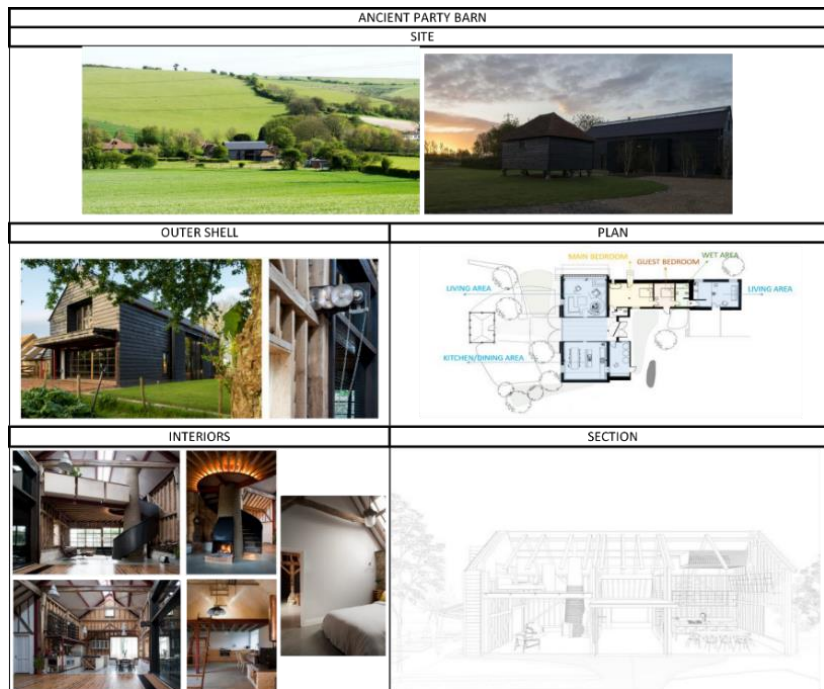 ANCIENT PARTY BARN
SITE
OUTER SHELL
PLAN
MAIN BEDROOM
GUEST BEDROOM
WET AREA
LIVING AREA
LIVING AREA
KITCHEN/DINING AREA
INTERIORS
SECTION